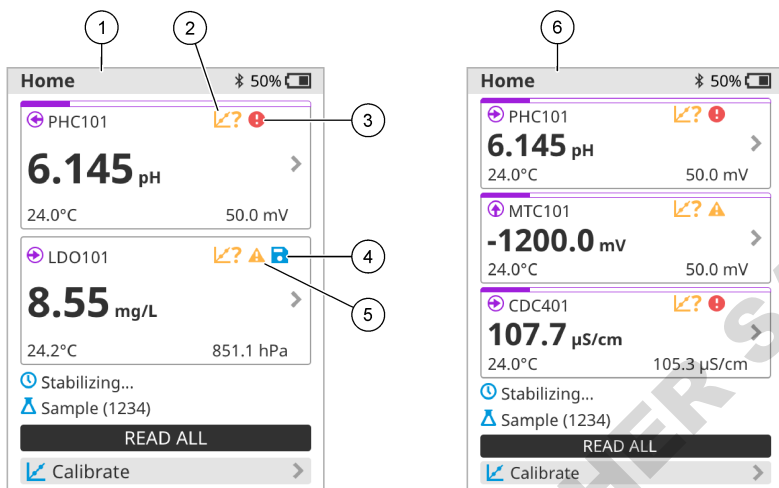 1
2
6
Home 50%
PHC101 ?
3
6.145 pH
24.0°C 50.0 mV
LDO101 ?
4
8.55 mg/L
5
24.2°C 851.1 hPa
Stabilizing...
Sample (1234)
READ ALL
Calibrate
Home 50%
PHC101 ?
6.145 pH
24.0°C 50.0 mV
MTC101 ?
-1200.0 mV
24.0°C 50.0 mV
CDC401 ?
107.7 µS/cm
24.0°C 105.3 µS/cm
Stabilizing...
Sample (1234)
READ ALL
Calibrate
HER S